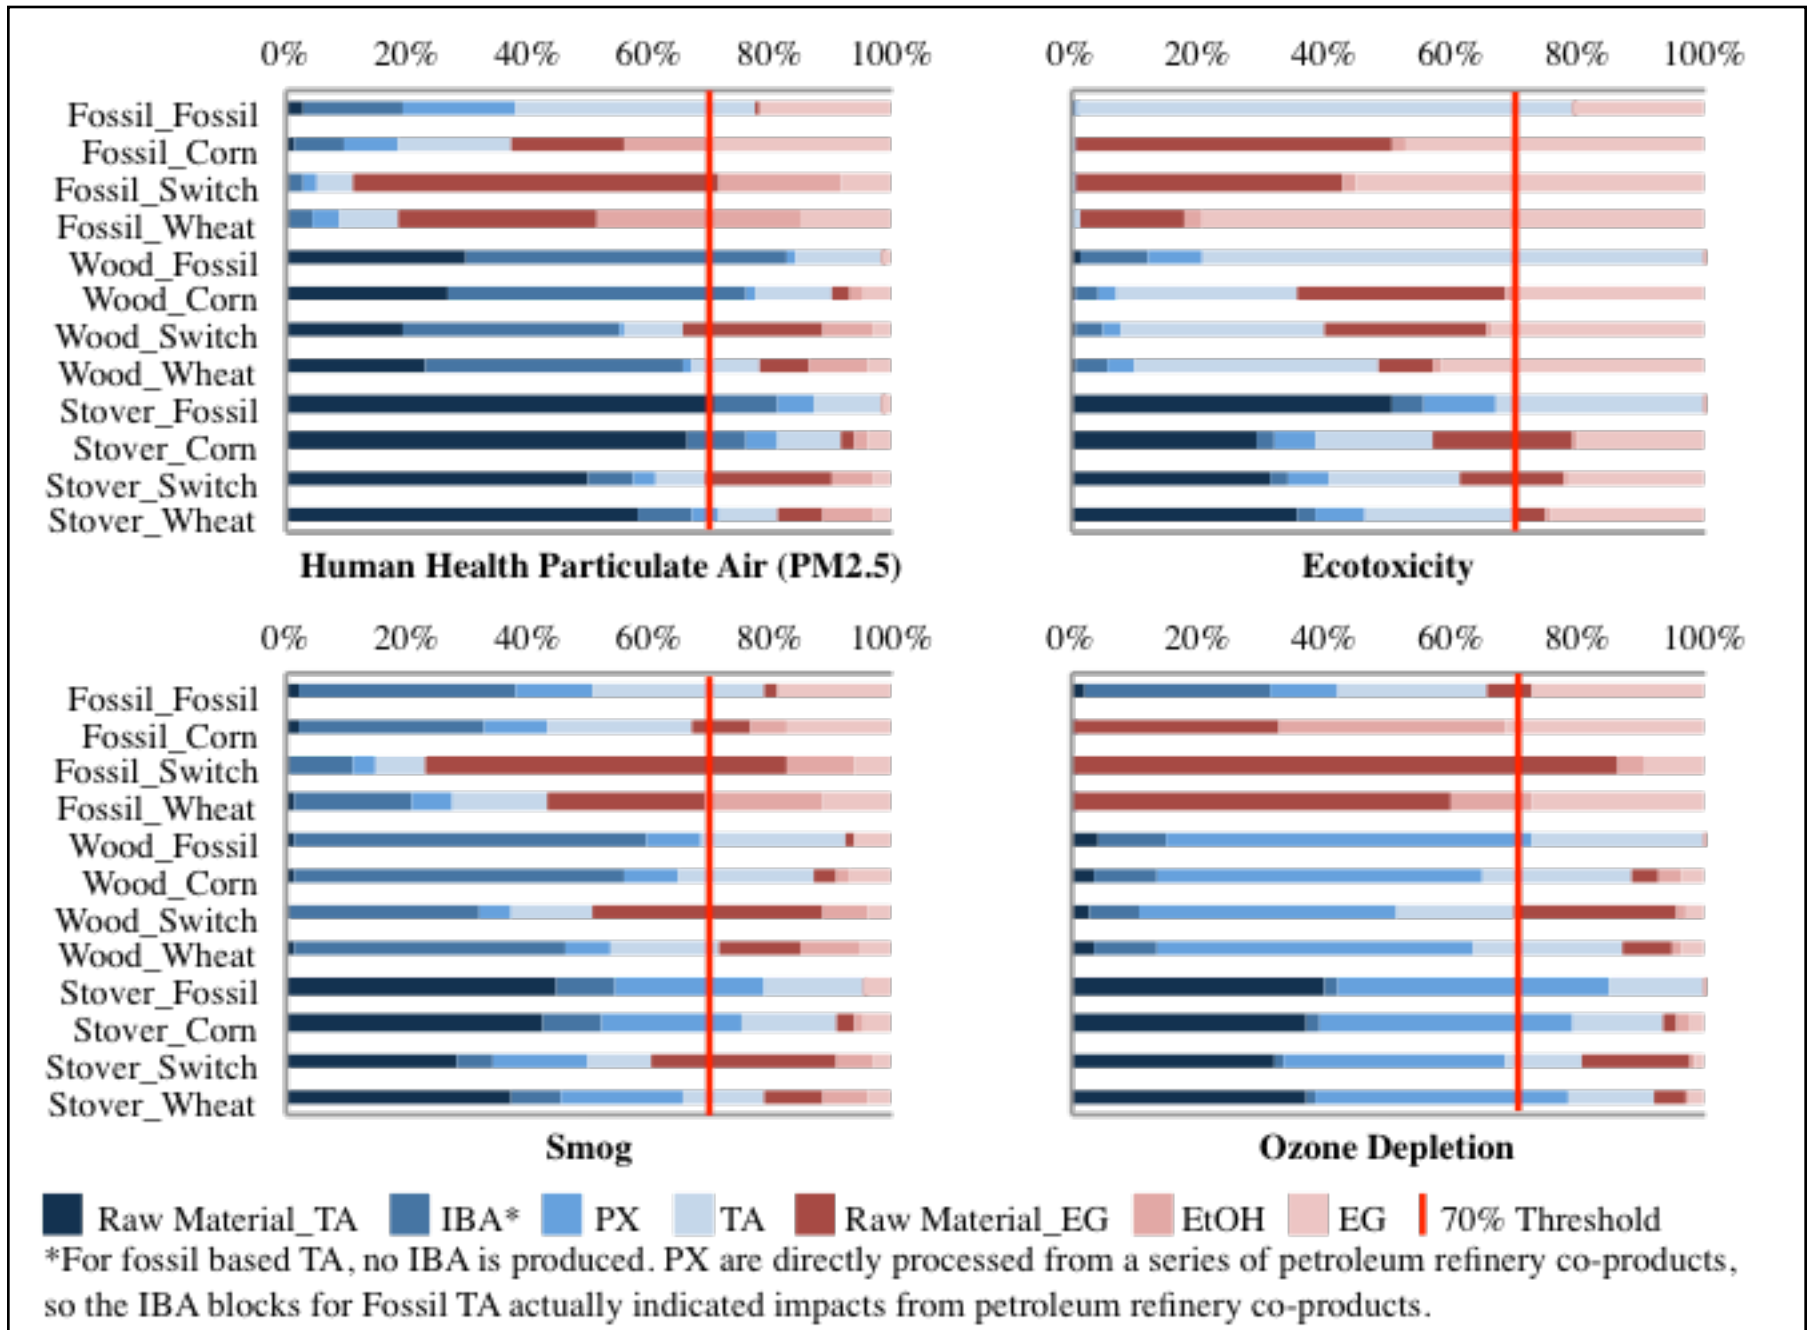 0% 20% 40% 60% 80% 100%
0% 20% 40% 60% 80% 100%
Fossil_Fossil
Fossil_Corn
Fossil_Switch
Fossil_Wheat
Wood_Fossil
Wood_Corn
Wood_Switch
Wood_Wheat
Stover_Fossil
Stover_Corn
Stover_Switch
Stover_Wheat
Human Health Particulate Air (PM2.5)
Ecotoxicity
0% 20% 40% 60% 80% 100%
0% 20% 40% 60% 80% 100%
Fossil_Fossil
Fossil_Corn
Fossil_Switch
Fossil_Wheat
Wood_Fossil
Wood_Corn
Wood_Switch
Wood_Wheat
Stover_Fossil
Stover_Corn
Stover_Switch
Stover_Wheat
Smog
Ozone Depletion
Raw Material_TA IBA* PX TA Raw Material_EG EtOH EG 70% Threshold
*For fossil based TA, no IBA is produced. PX are directly processed from a series of petroleum refinery co-products,
so the IBA blocks for Fossil TA actually indicated impacts from petroleum refinery co-products.